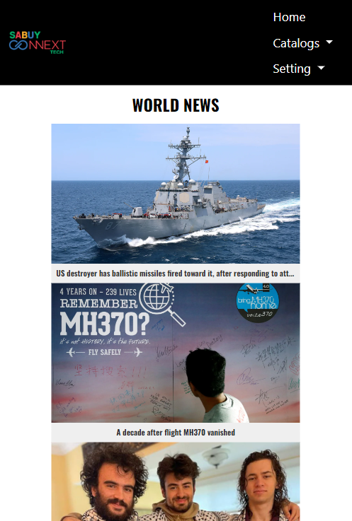 SABUY
CONNEXT
TECH
Home
Catalogs
Setting
WORLD NEWS
US destroyer has ballistic missiles fired toward it, after responding to att...
4 YEARS ON - 239 LIVES
REMEMBER
MH370?
it's not history, it's the future.
FLY SAFELY
bring MH370
home
A decade after flight MH370 vanished